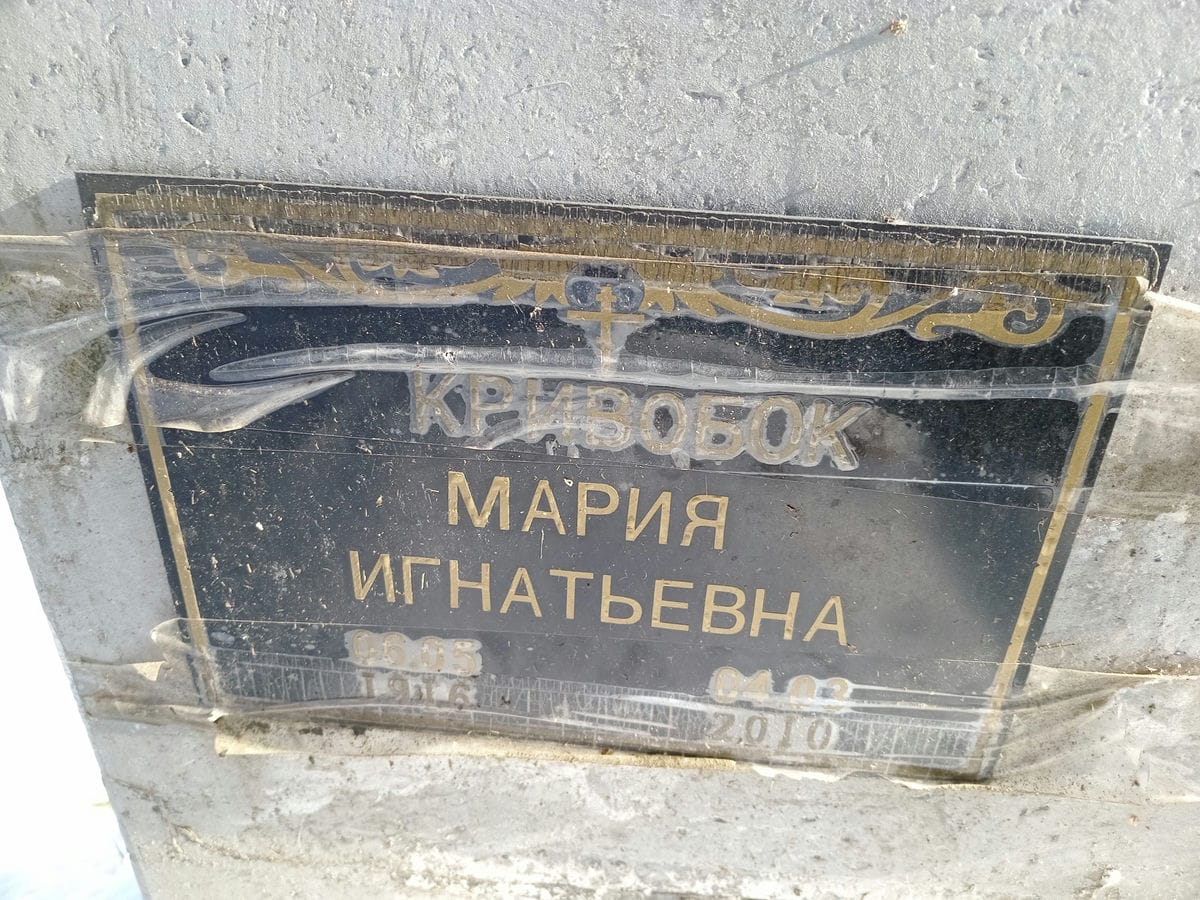 КРИВОБОК
МАРИЯ
ИГНАТЬЕВНА
06.05 04.03
1916 2010